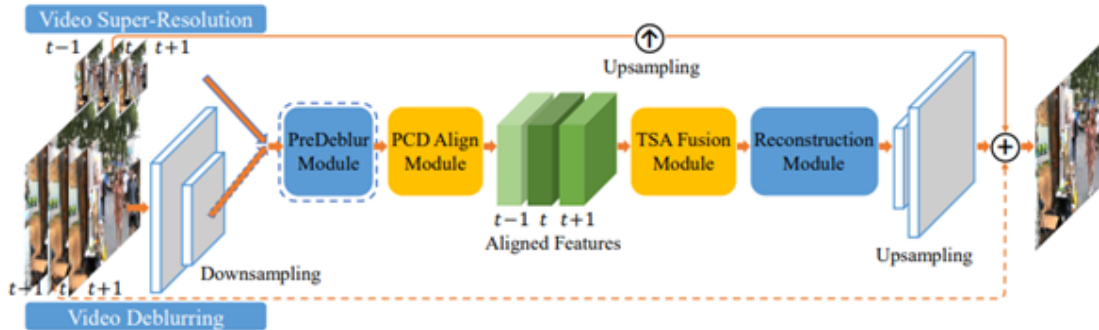 Video Super-Resolution
t−1 t t+1
Upsampling
PreDeblur
Module
PCD Align
Module
TSA Fusion
Module
Reconstruction
Module
t−1 t t+1
Aligned Features
Upsampling
Downsampling
t−1 t t+1
Video Deblurring